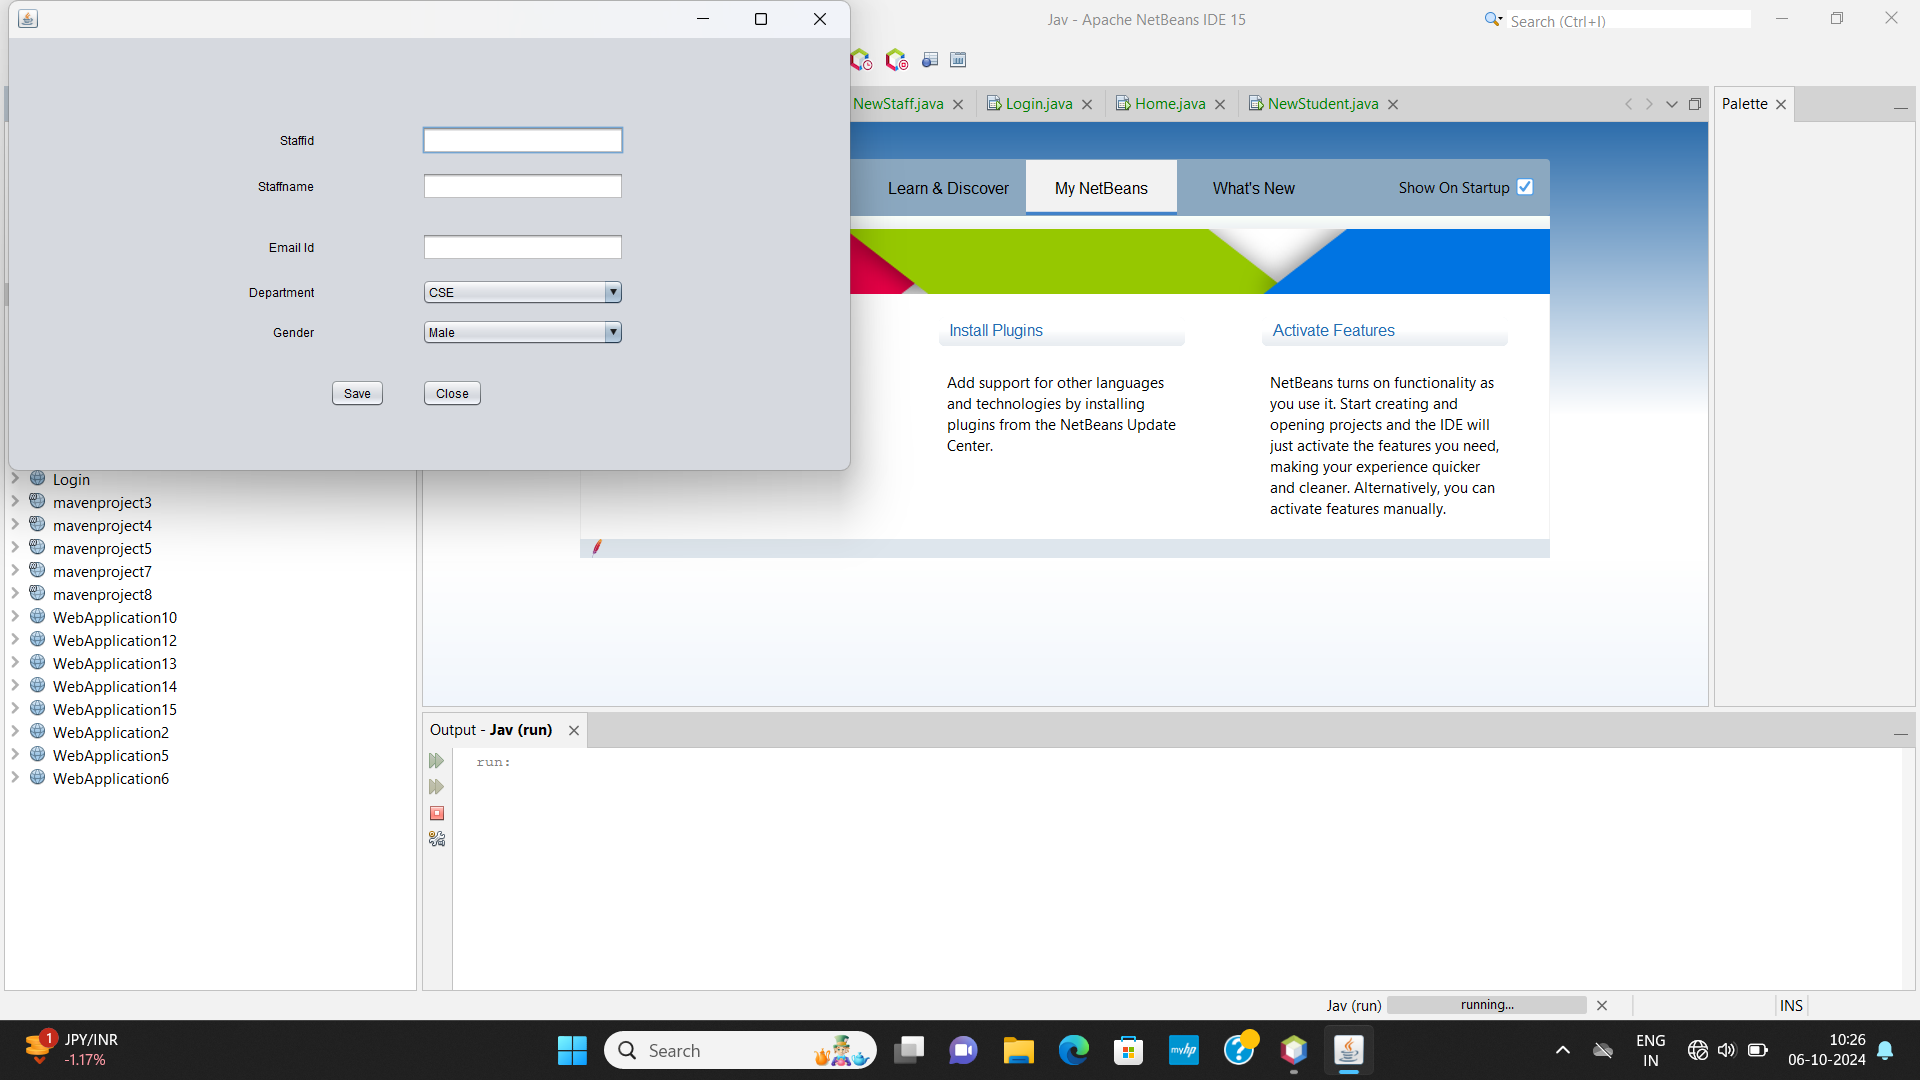 Jav - Apache NetBeans IDE 15
Search (Ctrl+I)
NewStaff.java
Login.java
Home.java
NewStudent.java
Palette
Staffid
Staffname
Email Id
Department
CSE
Gender
Male
Save
Close
Learn & Discover
My NetBeans
What's New
Show On Startup
Install Plugins
Add support for other languages
and technologies by installing
plugins from the NetBeans Update
Center.
Activate Features
NetBeans turns on functionality as
you use it. Start creating and
opening projects and the IDE will
just activate the features you need,
making your experience quicker
and cleaner. Alternatively, you can
activate features manually.
Login
mavenproject3
mavenproject4
mavenproject5
mavenproject7
mavenproject8
WebApplication10
WebApplication12
WebApplication13
WebApplication14
WebApplication15
WebApplication2
WebApplication5
WebApplication6
Output - Jav (run)
run:
Jav (run)
running...
INS
1
JPY/INR
-1.17%
Search
myhp
ENG
IN
10:26
06-10-2024